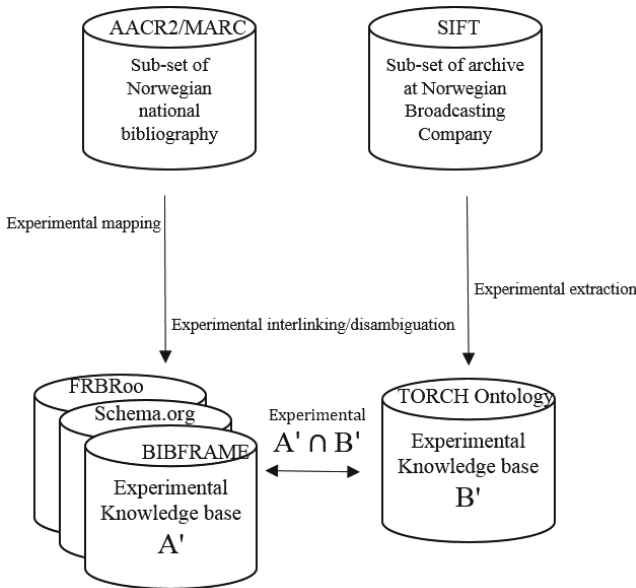 AACR2/MARC
Sub-set of
Norwegian
national
bibliography
SIFT
Sub-set of archive
at Norwegian
Broadcasting
Company
Experimental mapping
Experimental extraction
Experimental interlinking/disambiguation
FRBRoo
Schema.org
BIBFRAME
Experimental
Knowledge base
A'
Experimental
A' ∩ B'
TORCH Ontology
Experimental
Knowledge base
B'